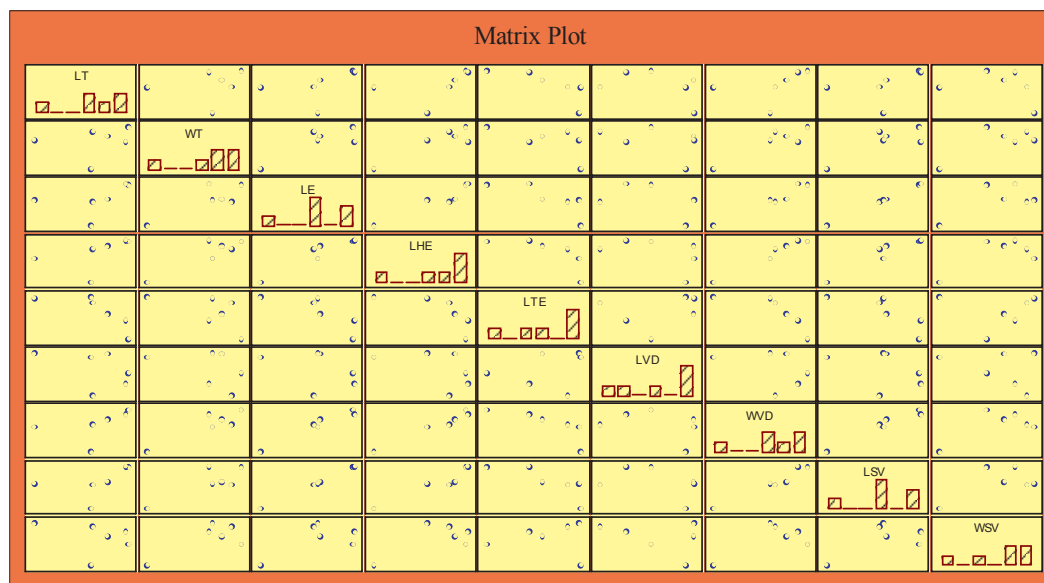 Matrix Plot
LT
WT
LE
LHE
LTE
LVD
WVD
LSV
WSV